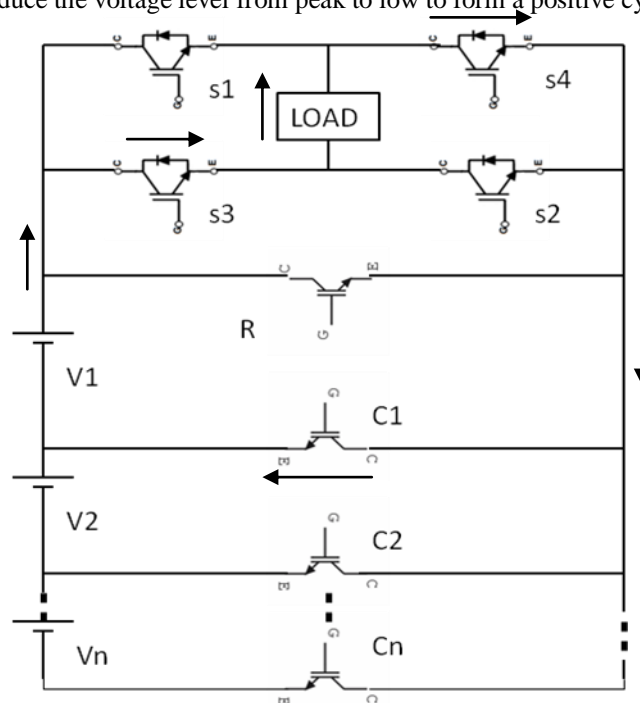 duce the voltage level from peak to low to form a positive cy
C E C E
G s1 G s4
LOAD
C E C E
G s3 G s2
C E
R G
V1
G C1
E C
V2
G C2
E C
Vn
G Cn
E C